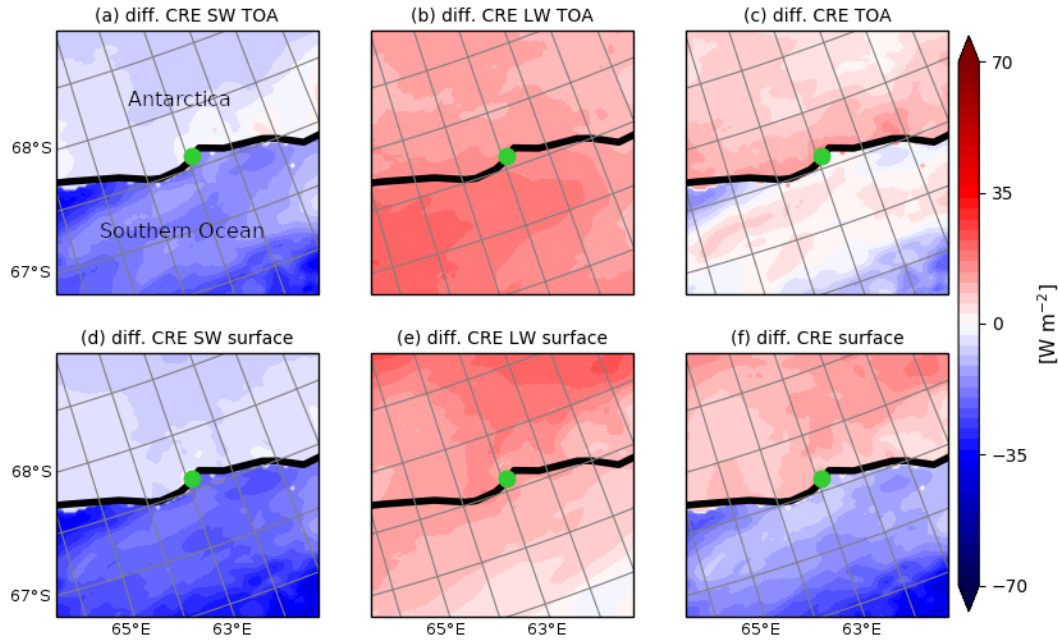 (a) diff. CRE SW TOA
(b) diff. CRE LW TOA
(c) diff. CRE TOA
Antarctica
Southern Ocean
68°S
67°S
(d) diff. CRE SW surface
(e) diff. CRE LW surface
(f) diff. CRE surface
68°S
67°S
65°E 63°E
65°E 63°E
65°E 63°E
70
35
0
−35
−70
[W m⁻²]